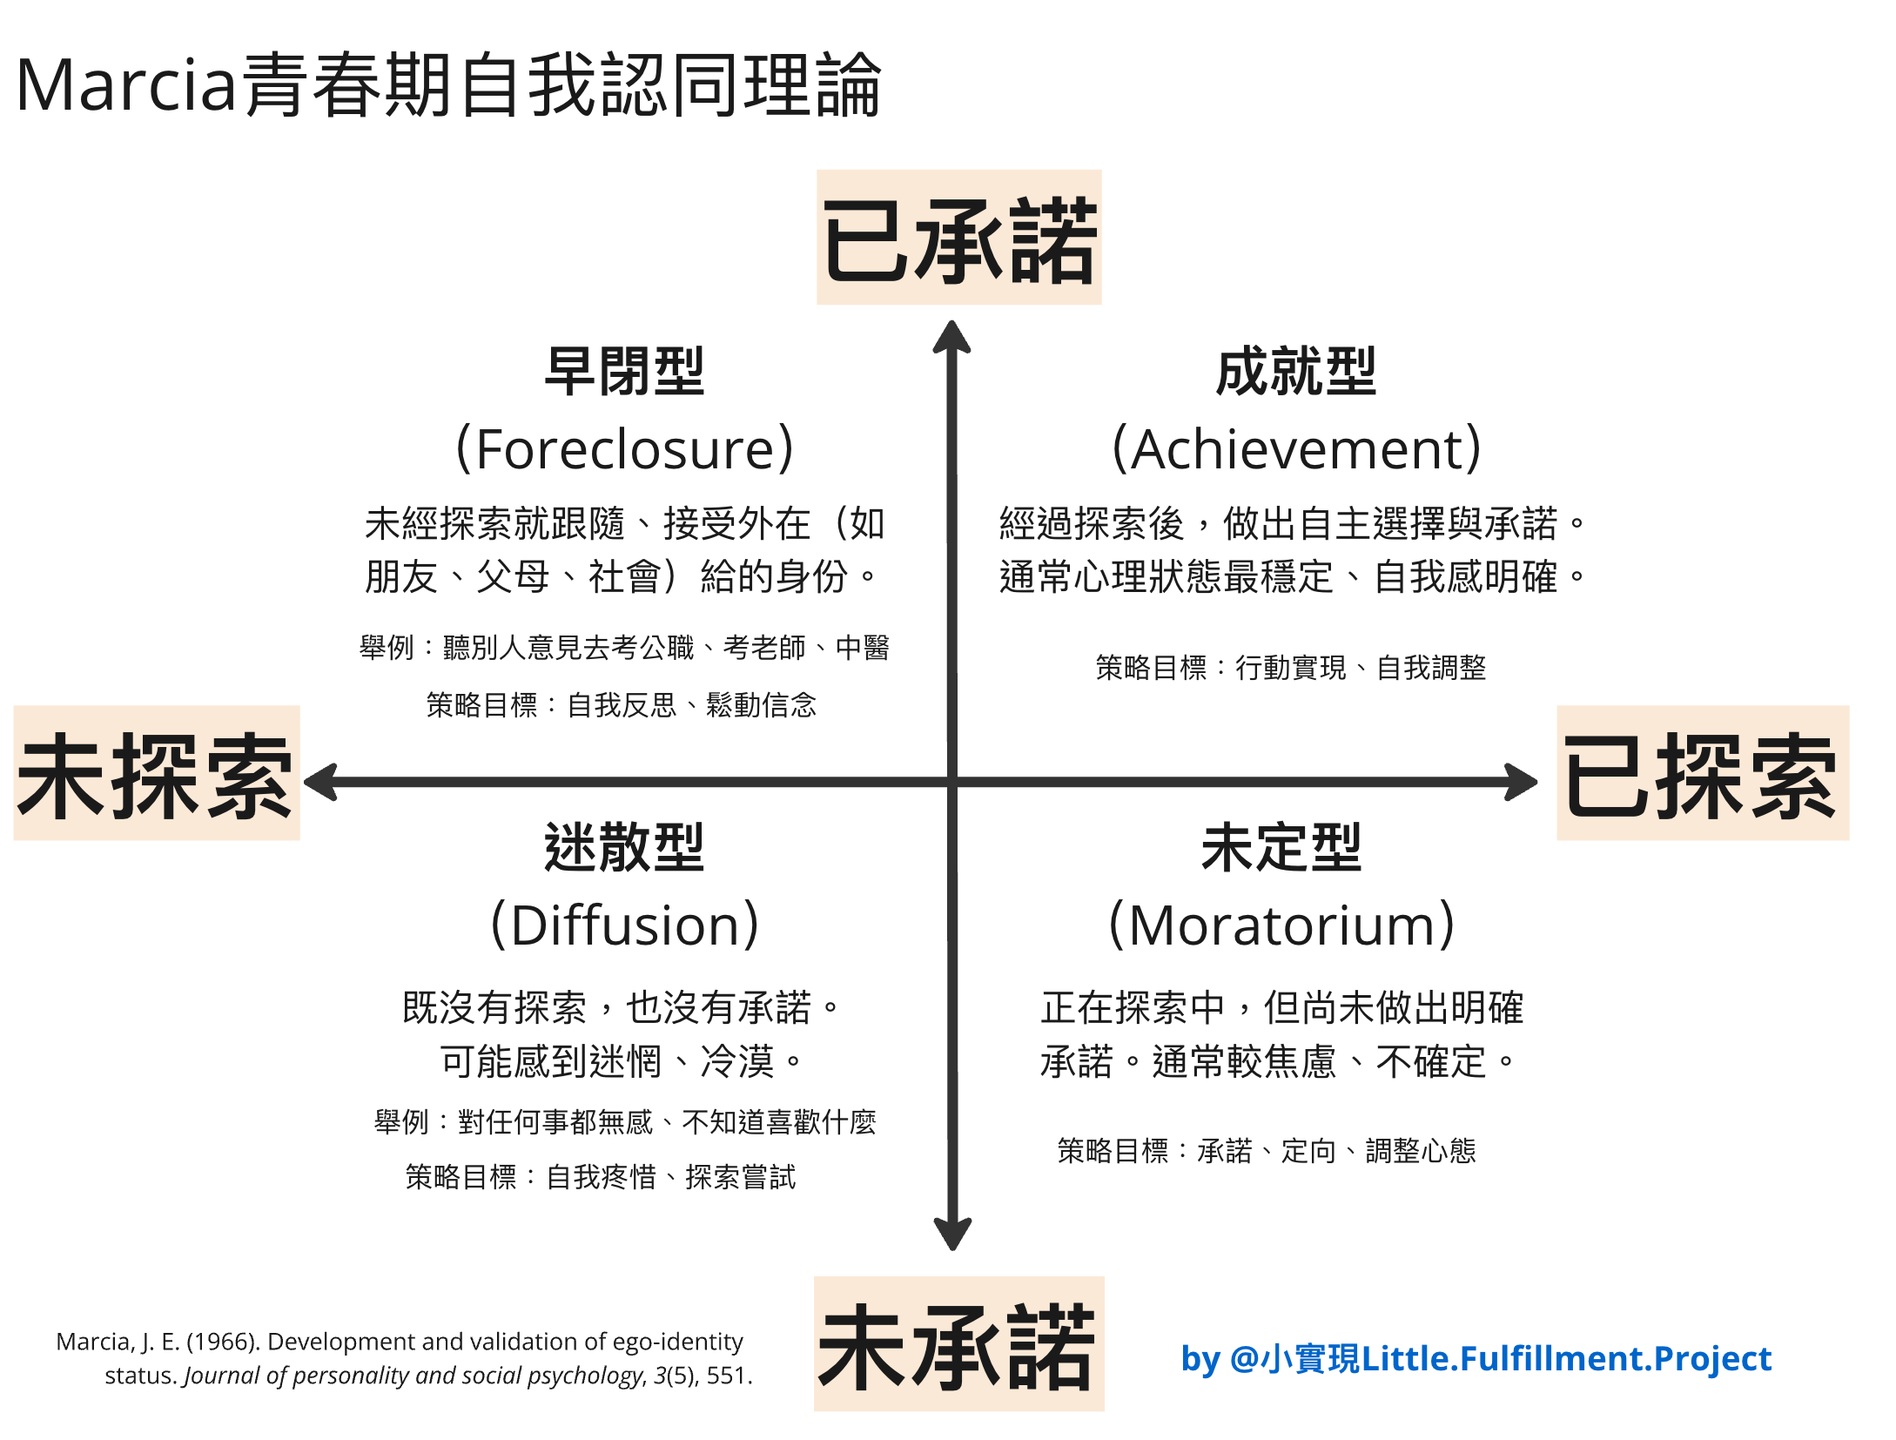 Marcia青春期自我認同理論
已承諾
早閉型
（Foreclosure）
未經探索就跟隨、接受外在（如
朋友、父母、社會）給的身份。
舉例：聽別人意見去考公職、考老師、中醫
策略目標：自我反思、鬆動信念
成就型
（Achievement）
經過探索後，做出自主選擇與承諾。
通常心理狀態最穩定、自我感明確。
策略目標：行動實現、自我調整
未探索
已探索
迷散型
（Diffusion）
既沒有探索，也沒有承諾。
可能感到迷惘、冷漠。
舉例：對任何事都無感、不知道喜歡什麼
策略目標：自我疼惜、探索嘗試
未定型
（Moratorium）
正在探索中，但尚未做出明確
承諾。通常較焦慮、不確定。
策略目標：承諾、定向、調整心態
未承諾
Marcia, J. E. (1966). Development and validation of ego-identity
status. Journal of personality and social psychology, 3(5), 551.
by @小實現Little.Fulfillment.Project